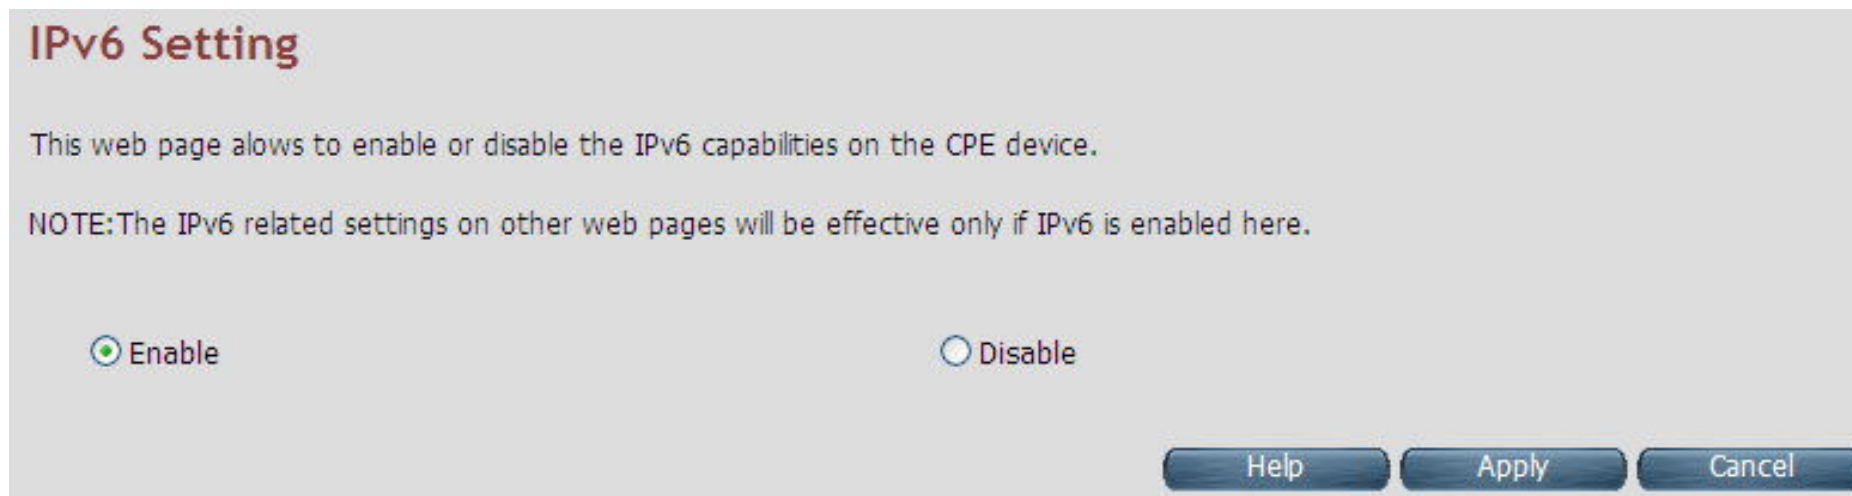 IPv6 Setting
This web page alows to enable or disable the IPv6 capabilities on the CPE device.
NOTE:The IPv6 related settings on other web pages will be effective only if IPv6 is enabled here.
Enable Disable
Help Apply Cancel